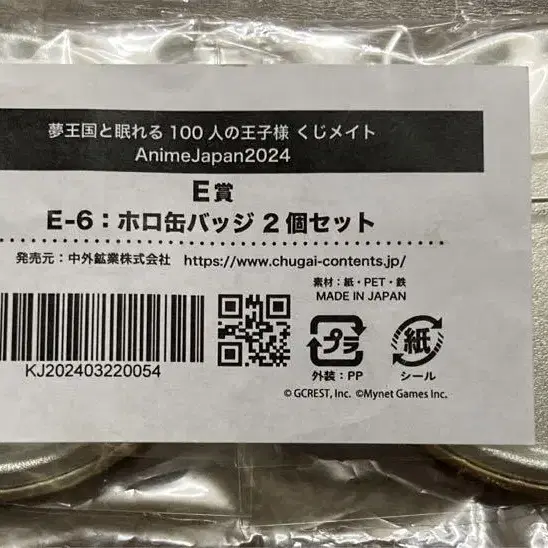 夢王国と眠れる100人の王子様 くじメイト
AnimeJapan2024
E賞
E-6：ホロ缶バッジ2個セット
発売元：中外鉱業株式会社 https://www.chugai-contents.jp/
素材：紙・PET・鉄
MADE IN JAPAN
KJ202403220054
プラ
外装：PP
紙
シール
©GCREST, Inc. ©Mynet Games Inc.